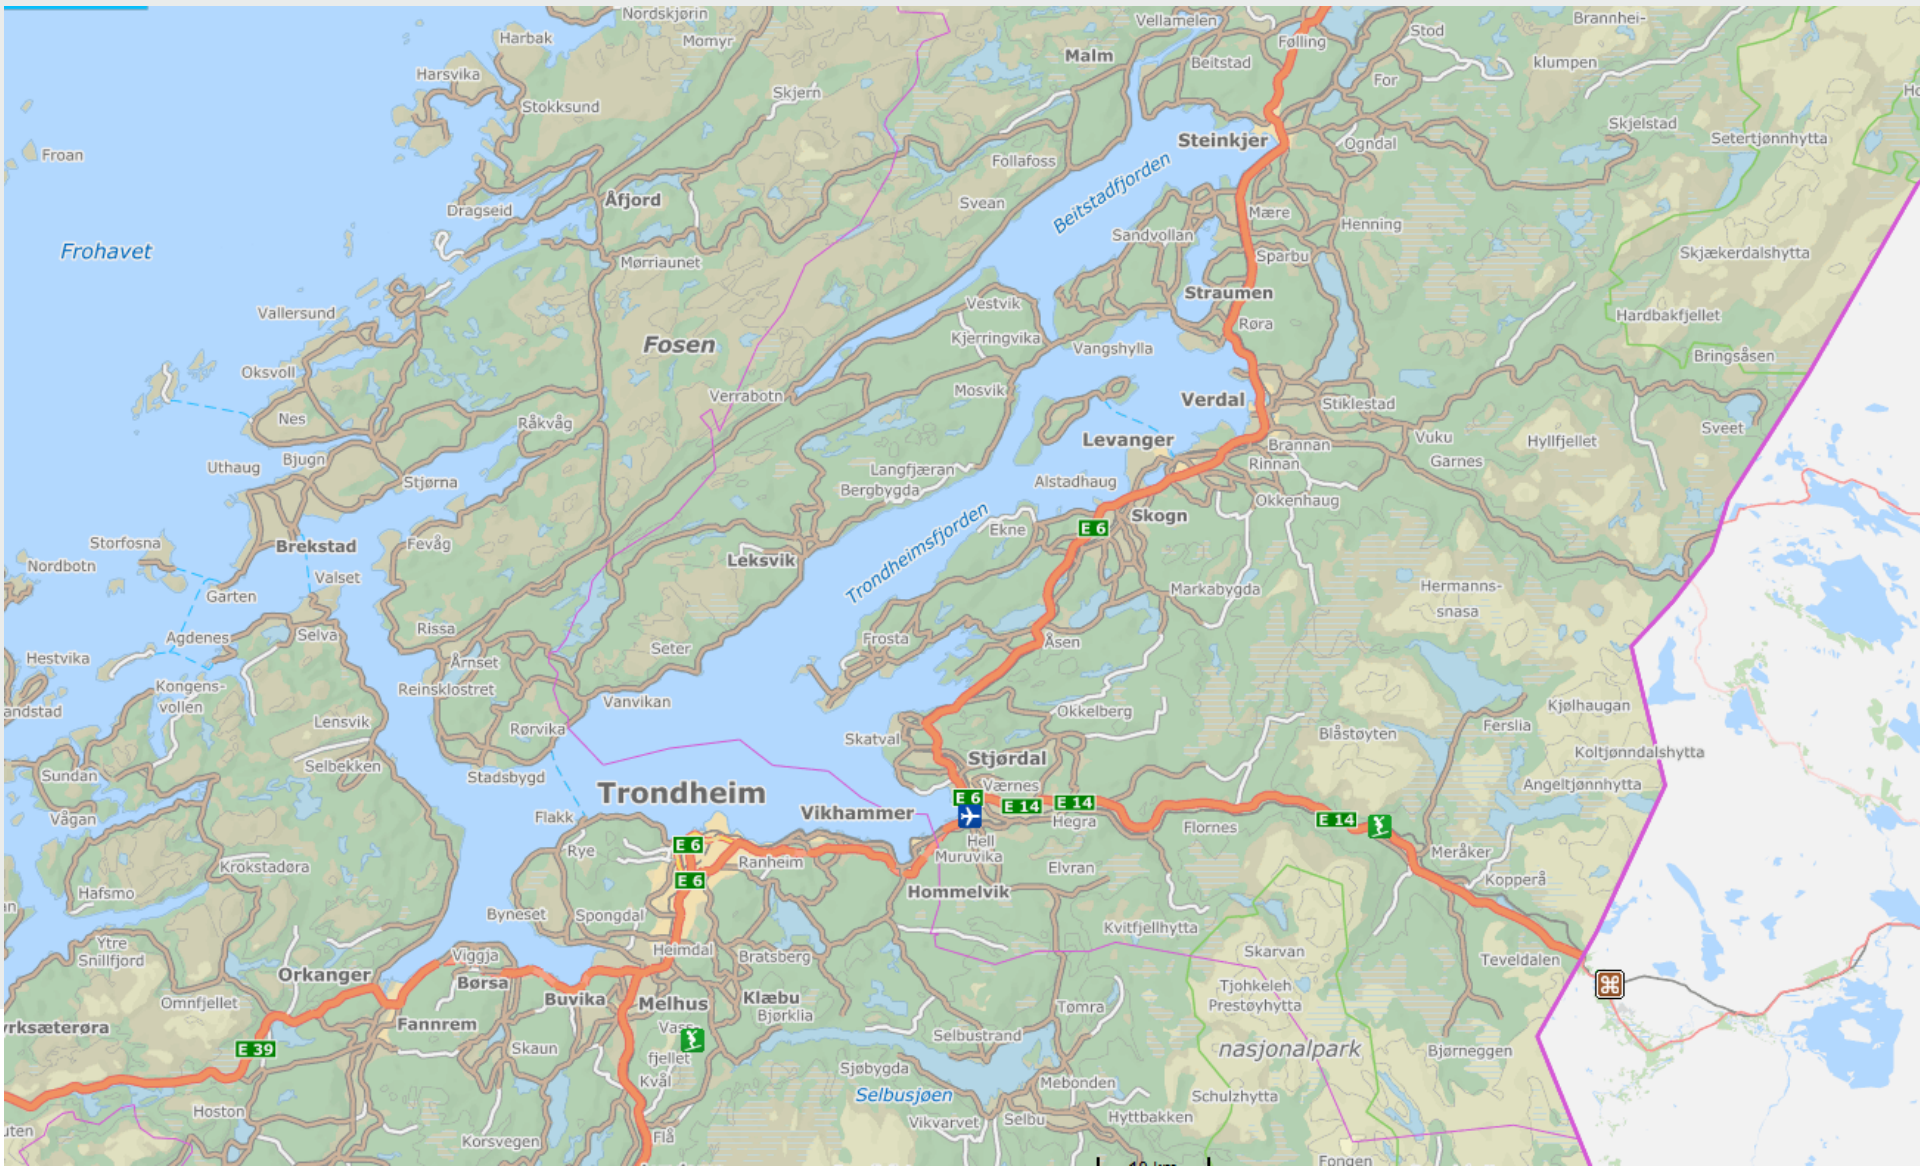 Nordskjørin
Vellamelen
Brannhei-
Harbak
Momyr
Følling
Stod
Malm
Beitstad
klumpen
Harsvika
For
Skjern
Stokksund
Skjelstad
Setertjønnhytta
Froan
Steinkjer
Ogndal
Follafoss
Beitstadfjorden
Åfjord
Svean
Dragseid
Mære
Henning
Sandvollan
Frohavet
Sparbu
Skjækerdalshytta
Mørriaunet
Straumen
Vestvik
Vallersund
Hardbakfjellet
Røra
Kjerringvika
Fosen
Vangshylla
Bringsåsen
Oksvoll
Mosvik
Verrabotn
Verdal
Stiklestad
Nes
Råkvåg
Sveet
Levanger
Vuku
Hyllfjellet
Brannan
Bjugn
Uthaug
Rinnan
Garnes
Langfjæran
Stjørna
Alstadhaug
Bergbygda
Okkenhaug
Trondheimsfjorden
Skogn
E 6
Ekne
Storfosna
Brekstad
Fevåg
Leksvik
Nordbotn
Valset
Hermanns-
snasa
Markabygda
Garten
Rissa
Selva
Agdenes
Frosta
Åsen
Seter
Hestvika
Årnset
Kongens-
vollen
Reinsklostret
Vanvikan
Kjølhaugan
andstad
Okkelberg
Lensvik
Rørvika
Ferslia
Blåstøyten
Skatval
Koltjønndalshytta
Stjørdal
Selbekken
Sundan
Stadsbygd
Værnes
Angeltjønnhytta
Trondheim
E 6
E 14
E 14
Vikhammer
Vågan
Flakk
Hegra
E 14
Flornes
Hell
E 6
Rye
Muruvika
Meråker
Ranheim
Krokstadøra
Elvran
E 6
Kopperå
Hommelvik
Hafsmo
an
Byneset
Spongdal
Kvitfjellhytta
Ytre
Snillfjord
Heimdal
Skarvan
Viggja
Bratsberg
Teveldalen
Orkanger
Børsa
Tjohkeleh
Buvika
Melhus
Klæbu
Omnfjellet
Prestøyhytta
Tømra
Bjørklia
yrksæterøra
Fannrem
Vass-
fjellet
Selbustrand
E 39
Skaun
nasjonalpark
Bjørneggen
Sjøbygda
Kvål
Mebonden
Selbusjøen
Schulzhytta
Hoston
Hyttbakken
Selbu
Vikvarvet
uten
Korsvegen
Flå
Fongen